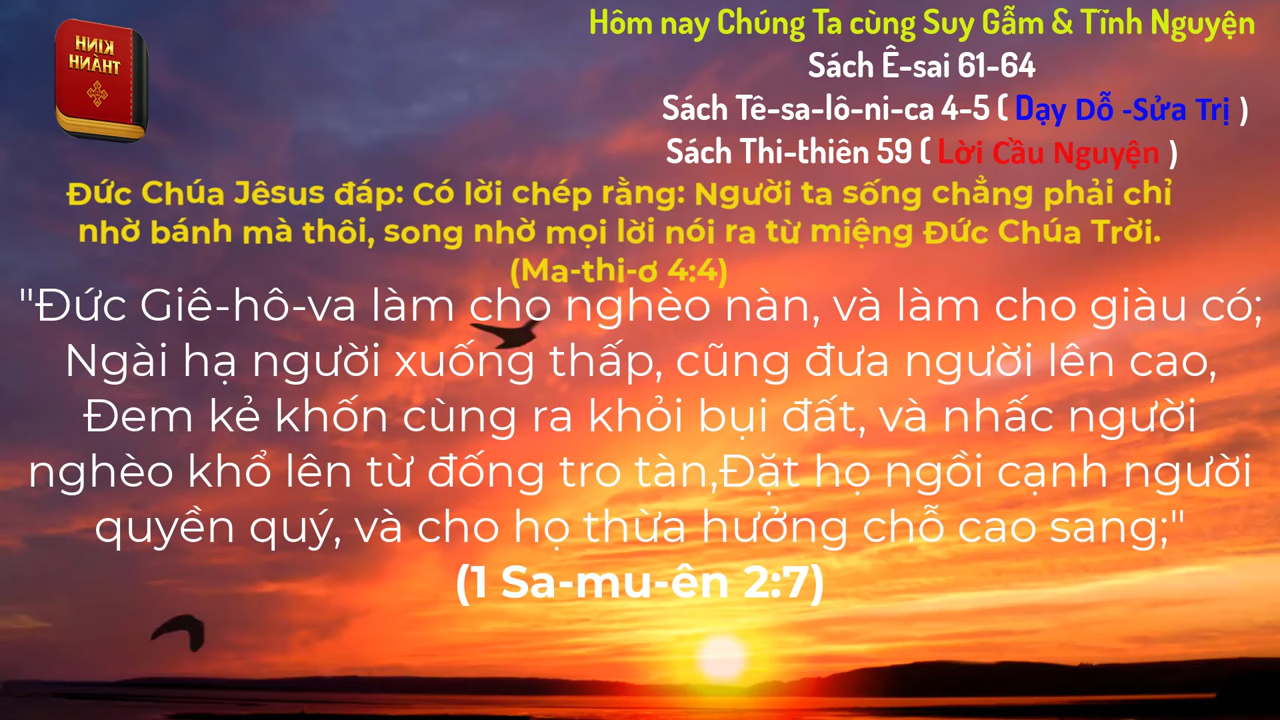 KINH
THÀNH
Hôm nay Chúng Ta cùng Suy Gẫm & Tĩnh Nguyện
Sách Ê-sai 61-64
Sách Tê-sa-lô-ni-ca 4-5 ( Dạy Dỗ -Sửa Trị )
Sách Thi-thiên 59 ( Lời Cầu Nguyện )
Đức Chúa Jêsus đáp: Có lời chép rằng: Người ta sống chẳng phải chỉ
nhờ bánh mà thôi, song nhờ mọi lời nói ra từ miệng Đức Chúa Trời.
(Ma-thi-ơ 4:4)
"Đức Giê-hô-va làm cho nghèo nàn, và làm cho giàu có;
Ngài hạ người xuống thấp, cũng đưa người lên cao,
Đem kẻ khốn cùng ra khỏi bụi đất, và nhấc người
nghèo khổ lên từ đống tro tàn,Đặt họ ngồi cạnh người
quyền quý, và cho họ thừa hưởng chỗ cao sang;"
(1 Sa-mu-ên 2:7)